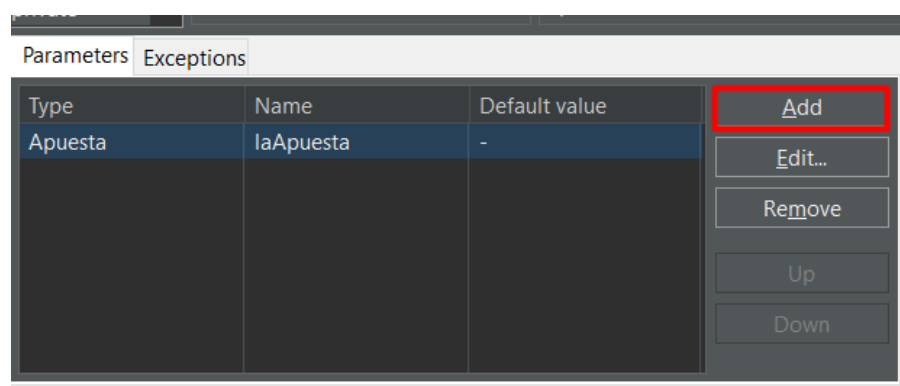 Parameters Exceptions
Type Name Default value Add
Apuesta laApuesta - Edit...
Remove
Up
Down